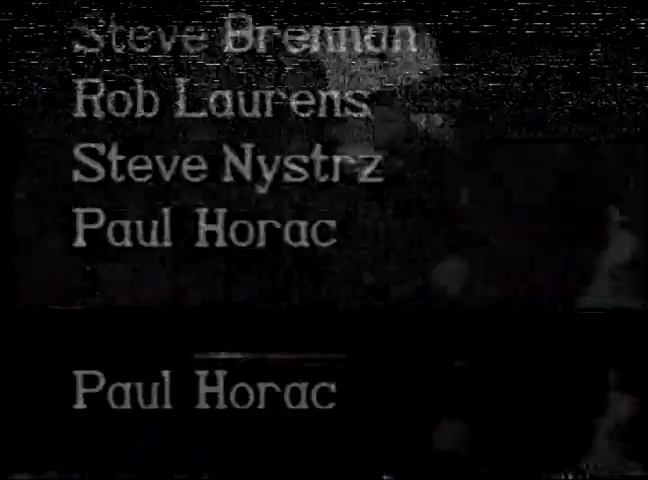 Steve Brennan
Rob Laurens
Steve Nystrz
Paul Horac
Paul Horac